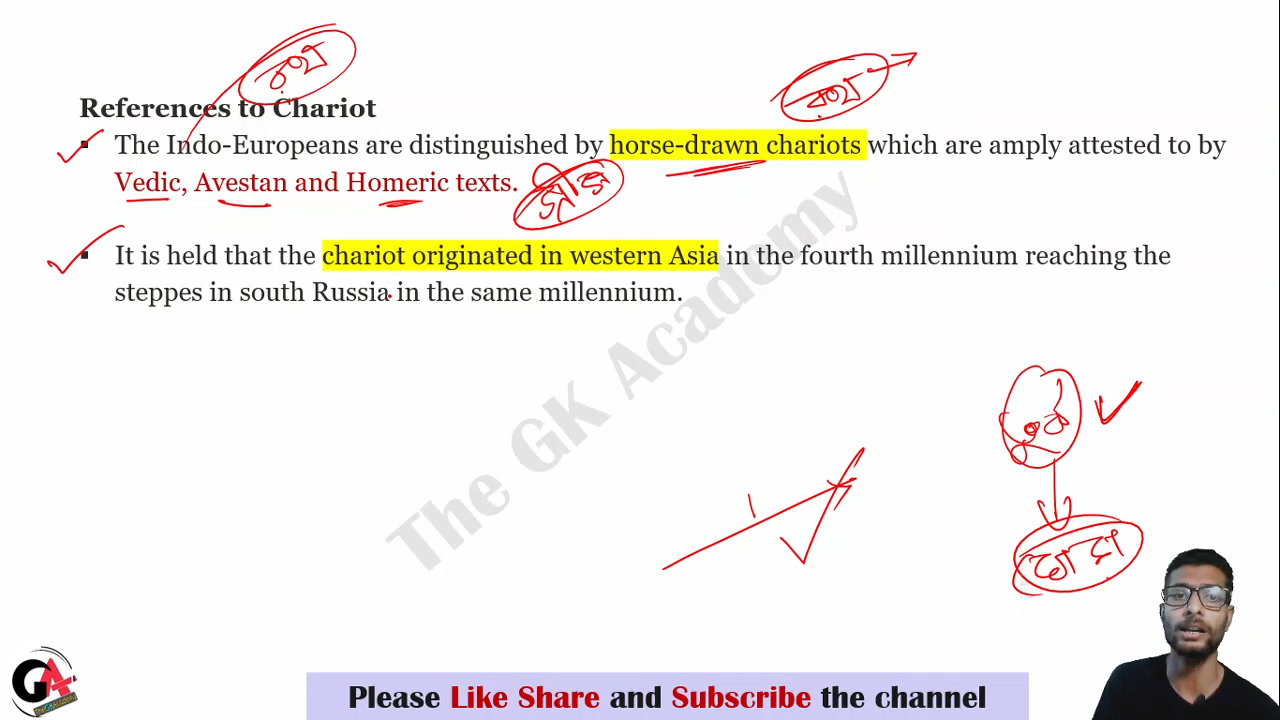 রথ
রথ
References to Chariot
The Indo-Europeans are distinguished by horse-drawn chariots which are amply attested to by
Vedic, Avestan and Homeric texts.
It is held that the chariot originated in western Asia in the fourth millennium reaching the
steppes in south Russia in the same millennium.
The GK Academy
GA
Please Like Share and Subscribe the channel